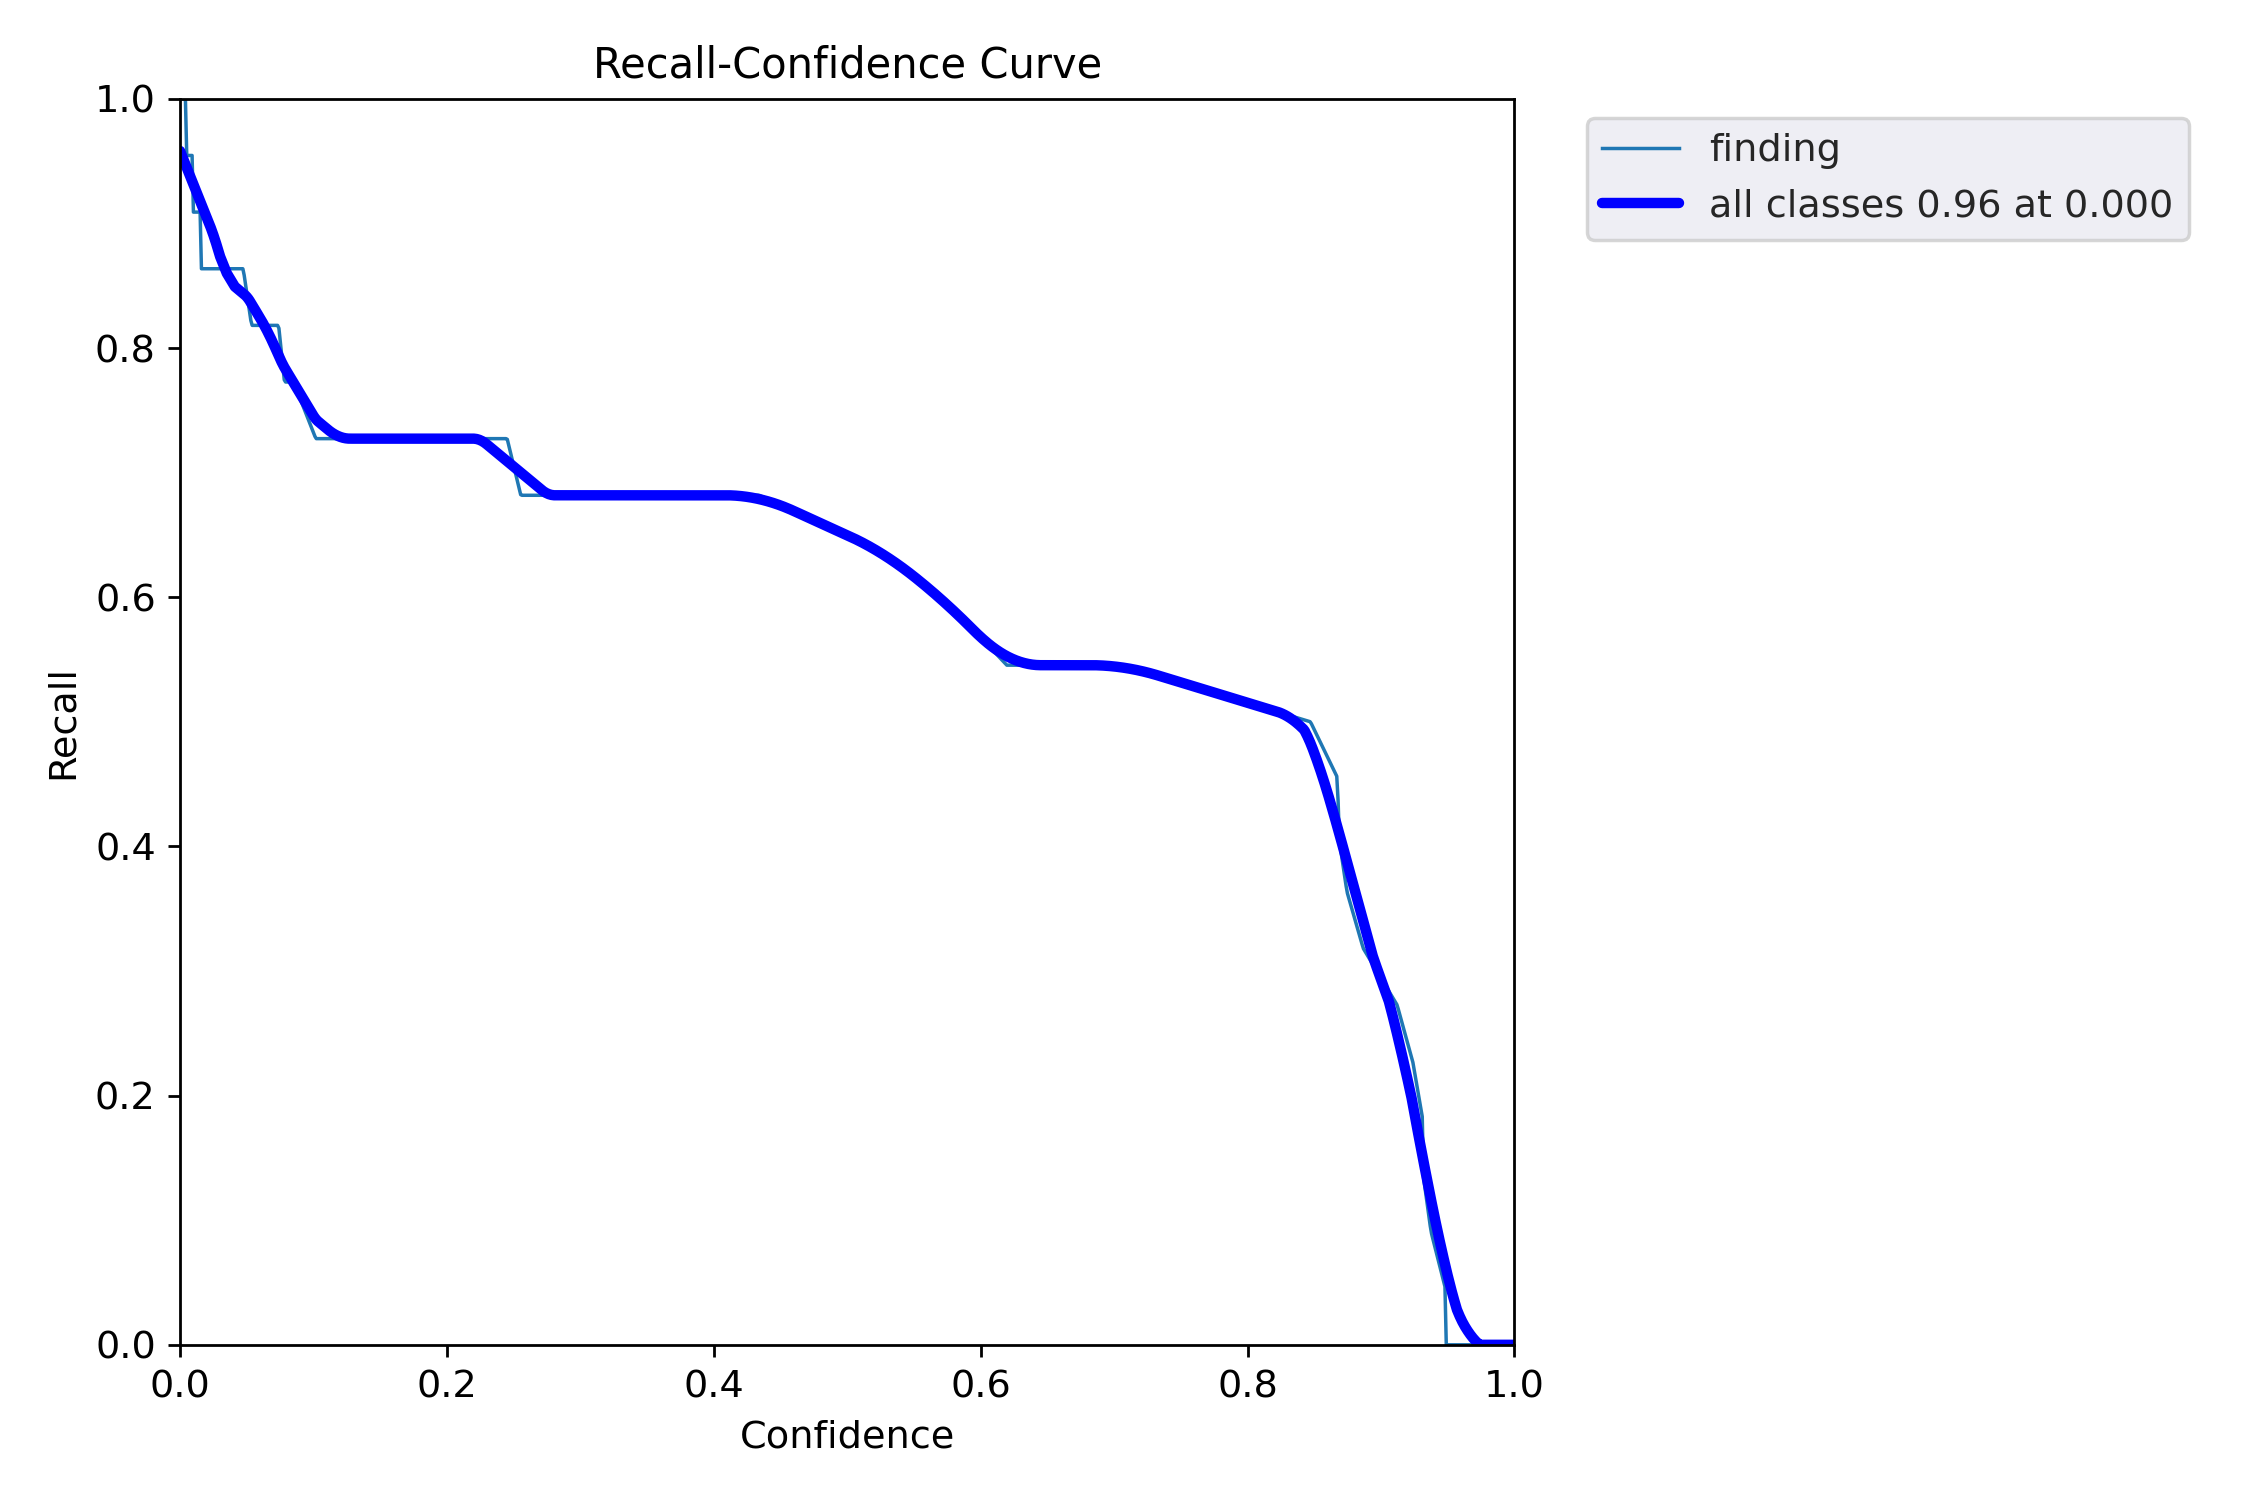 Recall-Confidence Curve
finding
all classes 0.96 at 0.000
1.0
0.8
0.6
0.4
0.2
0.0
Recall
0.0 0.2 0.4 0.6 0.8 1.0
Confidence